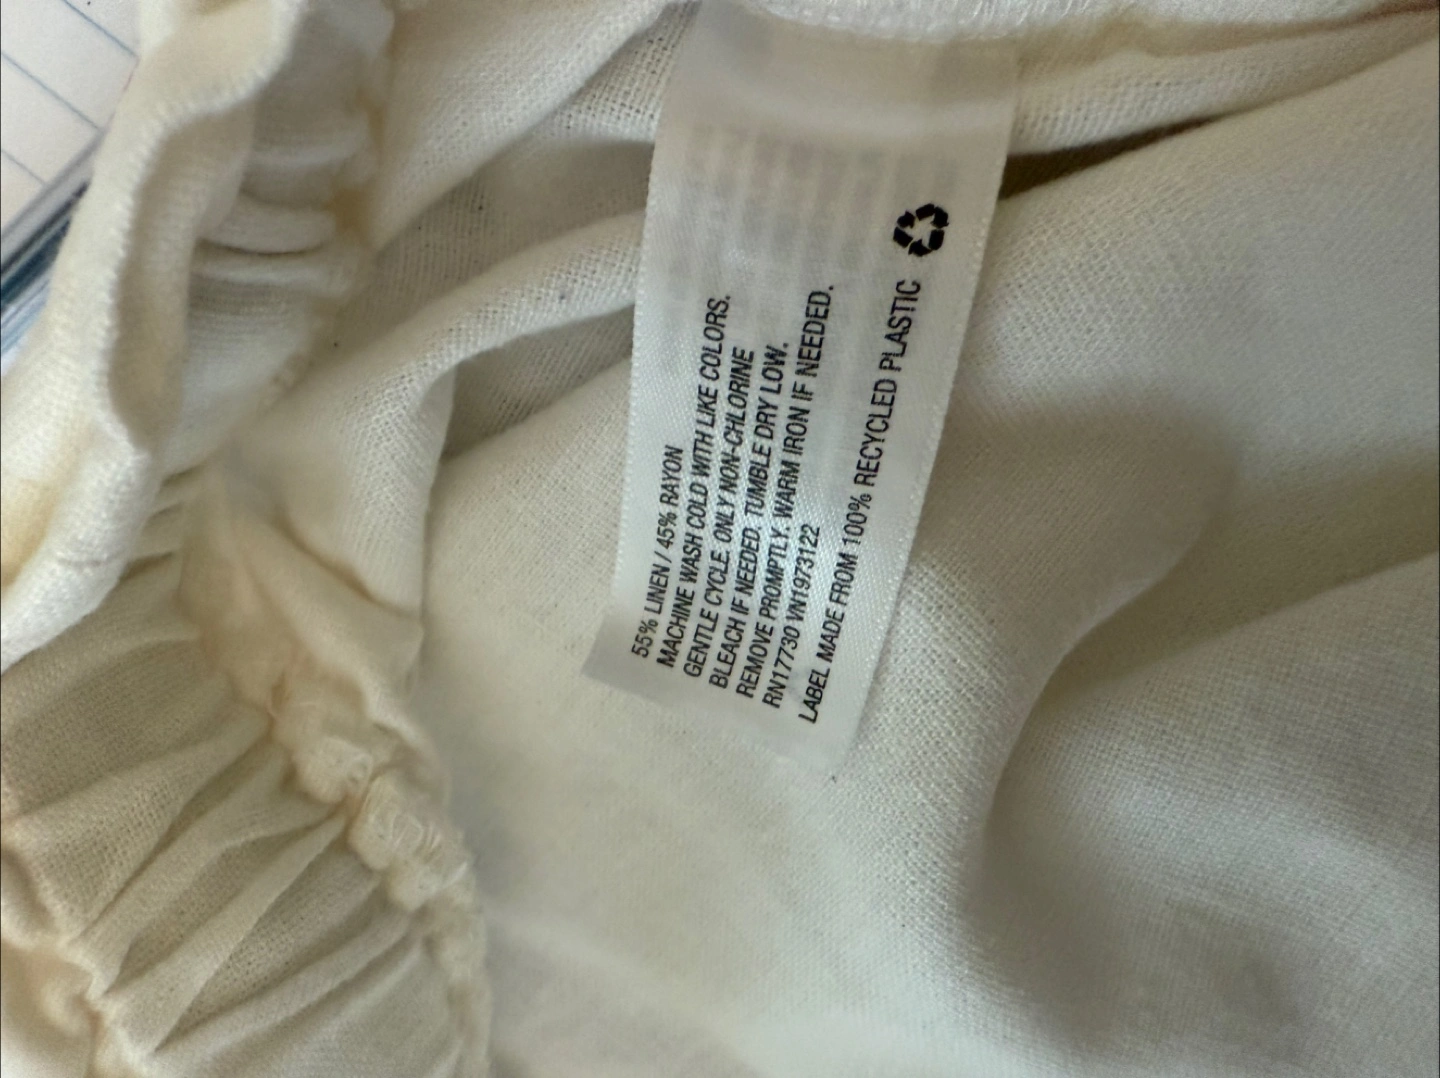 55% LINEN / 45% RAYON
MACHINE WASH COLD WITH LIKE COLORS.
GENTLE CYCLE. ONLY NON-CHLORINE
BLEACH IF NEEDED. TUMBLE DRY LOW.
REMOVE PROMPTLY. WARM IRON IF NEEDED.
RN17730 VN1973122
LABEL MADE FROM 100% RECYCLED PLASTIC